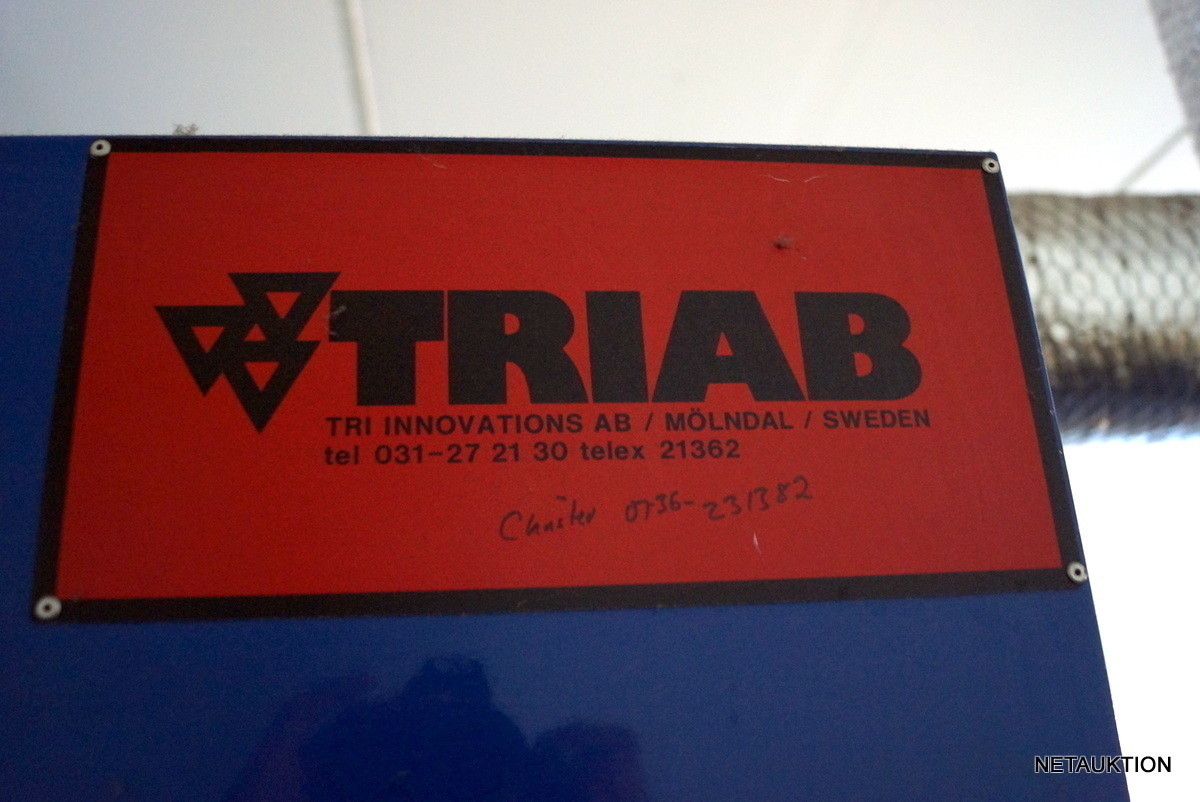 TRIAB
TRI INNOVATIONS AB / MÖLNDAL / SWEDEN
tel 031-27 21 30 telex 21362
Christer 0736-231382
NETAUKTION